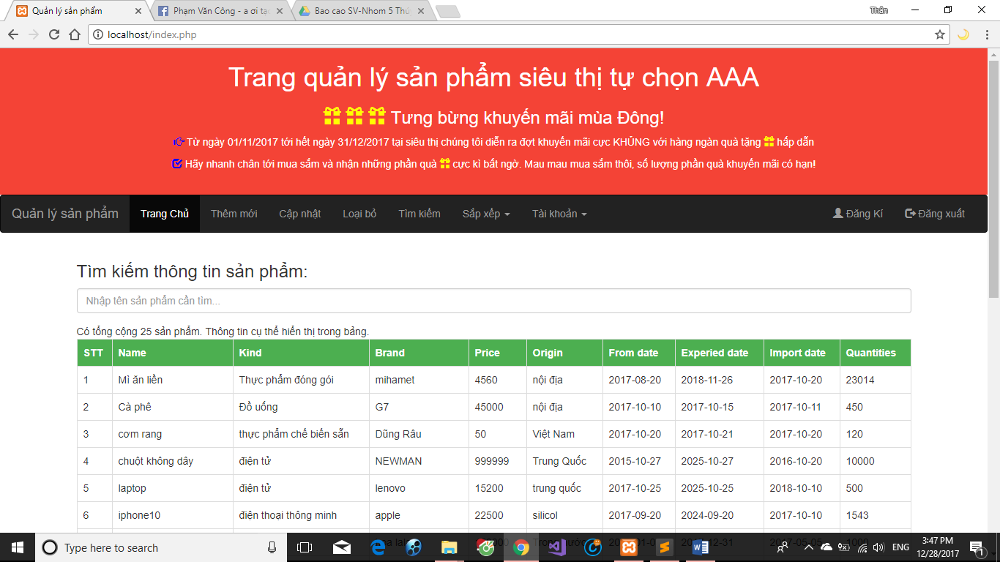 Quản lý sản phẩm
Phạm Văn Công - a ơi tạ
Bao cao SV-Nhom 5 Thứ
Thân
localhost/index.php
Trang quản lý sản phẩm siêu thị tự chọn AAA
Tưng bừng khuyến mãi mùa Đông!
Từ ngày 01/11/2017 tới hết ngày 31/12/2017 tại siêu thị chúng tôi diễn ra đợt khuyến mãi cực KHỦNG với hàng ngàn quà tặng hấp dẫn
Hãy nhanh chân tới mua sắm và nhận những phần quà cực kì bất ngờ. Mau mau mua sắm thôi, số lượng phần quà khuyến mãi có hạn!
Quản lý sản phẩm Trang Chủ Thêm mới Cập nhật Loại bỏ Tìm kiếm Sắp xếp Tài khoản Đăng Kí Đăng xuất
Tìm kiếm thông tin sản phẩm:
Nhập tên sản phẩm cần tìm...
Có tổng cộng 25 sản phẩm. Thông tin cụ thể hiển thị trong bảng.
STT Name Kind Brand Price Origin From date Experied date Import date Quantities
1 Mì ăn liền Thực phẩm đóng gói mihamet 4560 nội địa 2017-08-20 2018-11-26 2017-10-20 23014
2 Cà phê Đồ uống G7 45000 nội địa 2017-10-10 2017-10-15 2017-10-11 450
3 cơm rang thực phẩm chế biến sẵn Dũng Râu 50 Việt Nam 2017-10-20 2017-10-21 2017-10-20 120
4 chuột không dây điện tử NEWMAN 999999 Trung Quốc 2015-10-27 2025-10-27 2016-10-20 10000
5 laptop điện tử lenovo 15200 trung quốc 2017-10-25 2025-10-25 2018-10-10 500
6 iphone10 điện thoại thông minh apple 22500 silicol 2017-09-20 2024-09-20 2017-10-10 1543
Type here to search
ENG
3:47 PM
12/28/2017
1